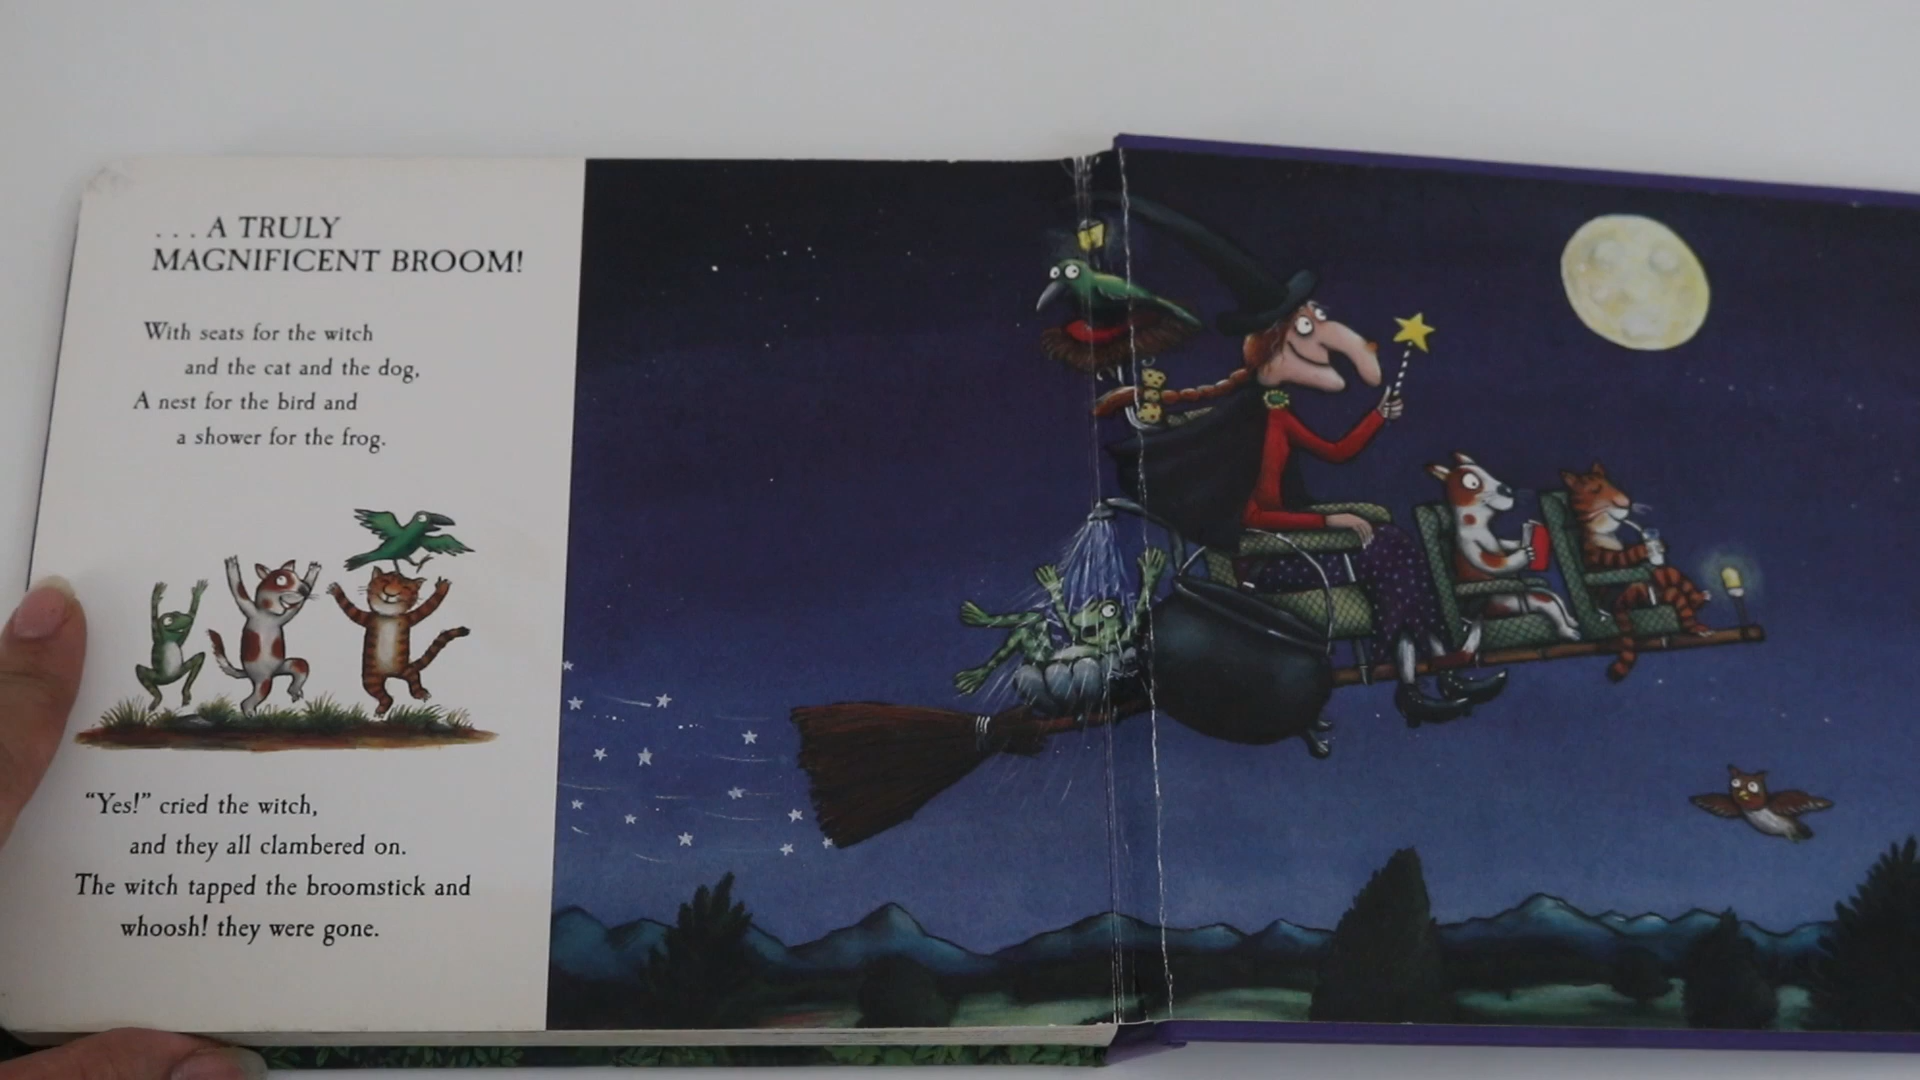 ... A TRULY
MAGNIFICENT BROOM!
With seats for the witch
and the cat and the dog,
A nest for the bird and
a shower for the frog.
“Yes!” cried the witch,
and they all clambered on.
The witch tapped the broomstick and
whoosh! they were gone.